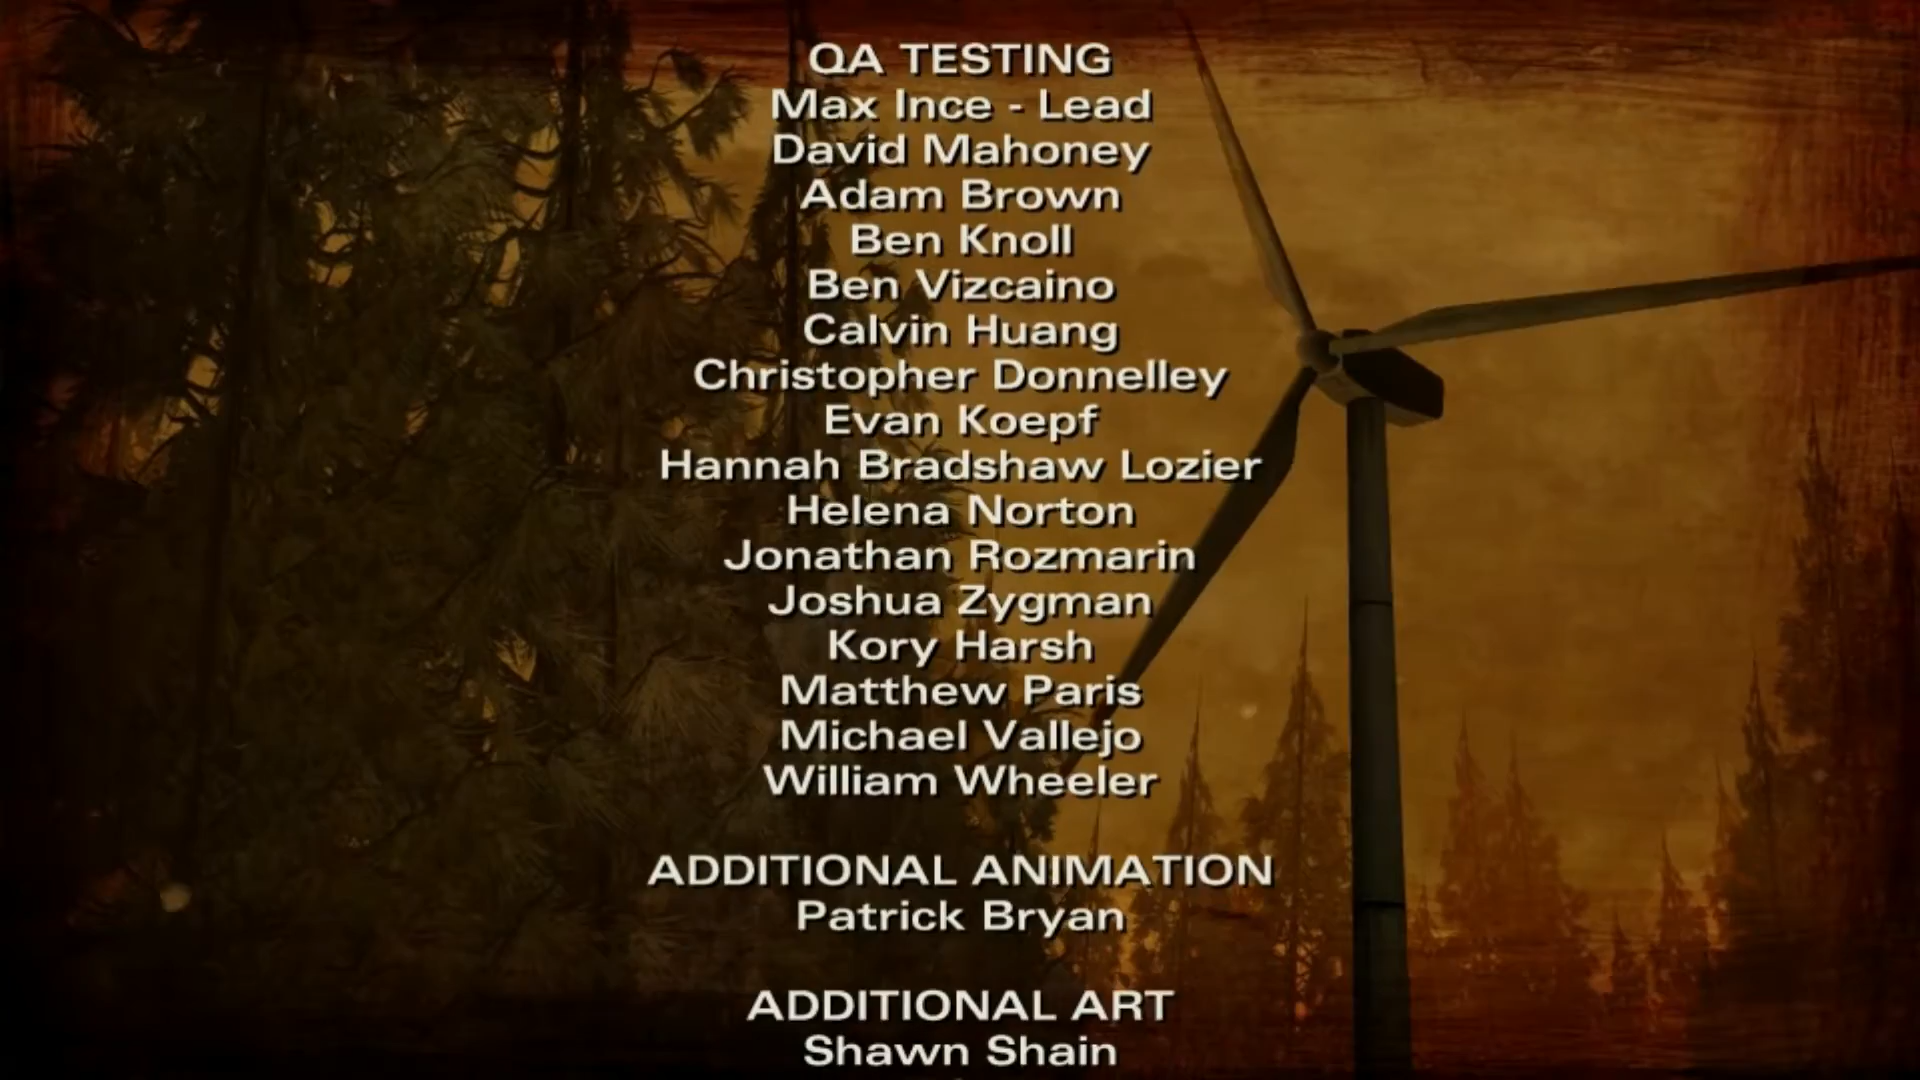 QA TESTING
Max Ince - Lead
David Mahoney
Adam Brown
Ben Knoll
Ben Vizcaino
Calvin Huang
Christopher Donnelley
Evan Koepf
Hannah Bradshaw Lozier
Helena Norton
Jonathan Rozmarin
Joshua Zygman
Kory Harsh
Matthew Paris
Michael Vallejo
William Wheeler
ADDITIONAL ANIMATION
Patrick Bryan
ADDITIONAL ART
Shawn Shain